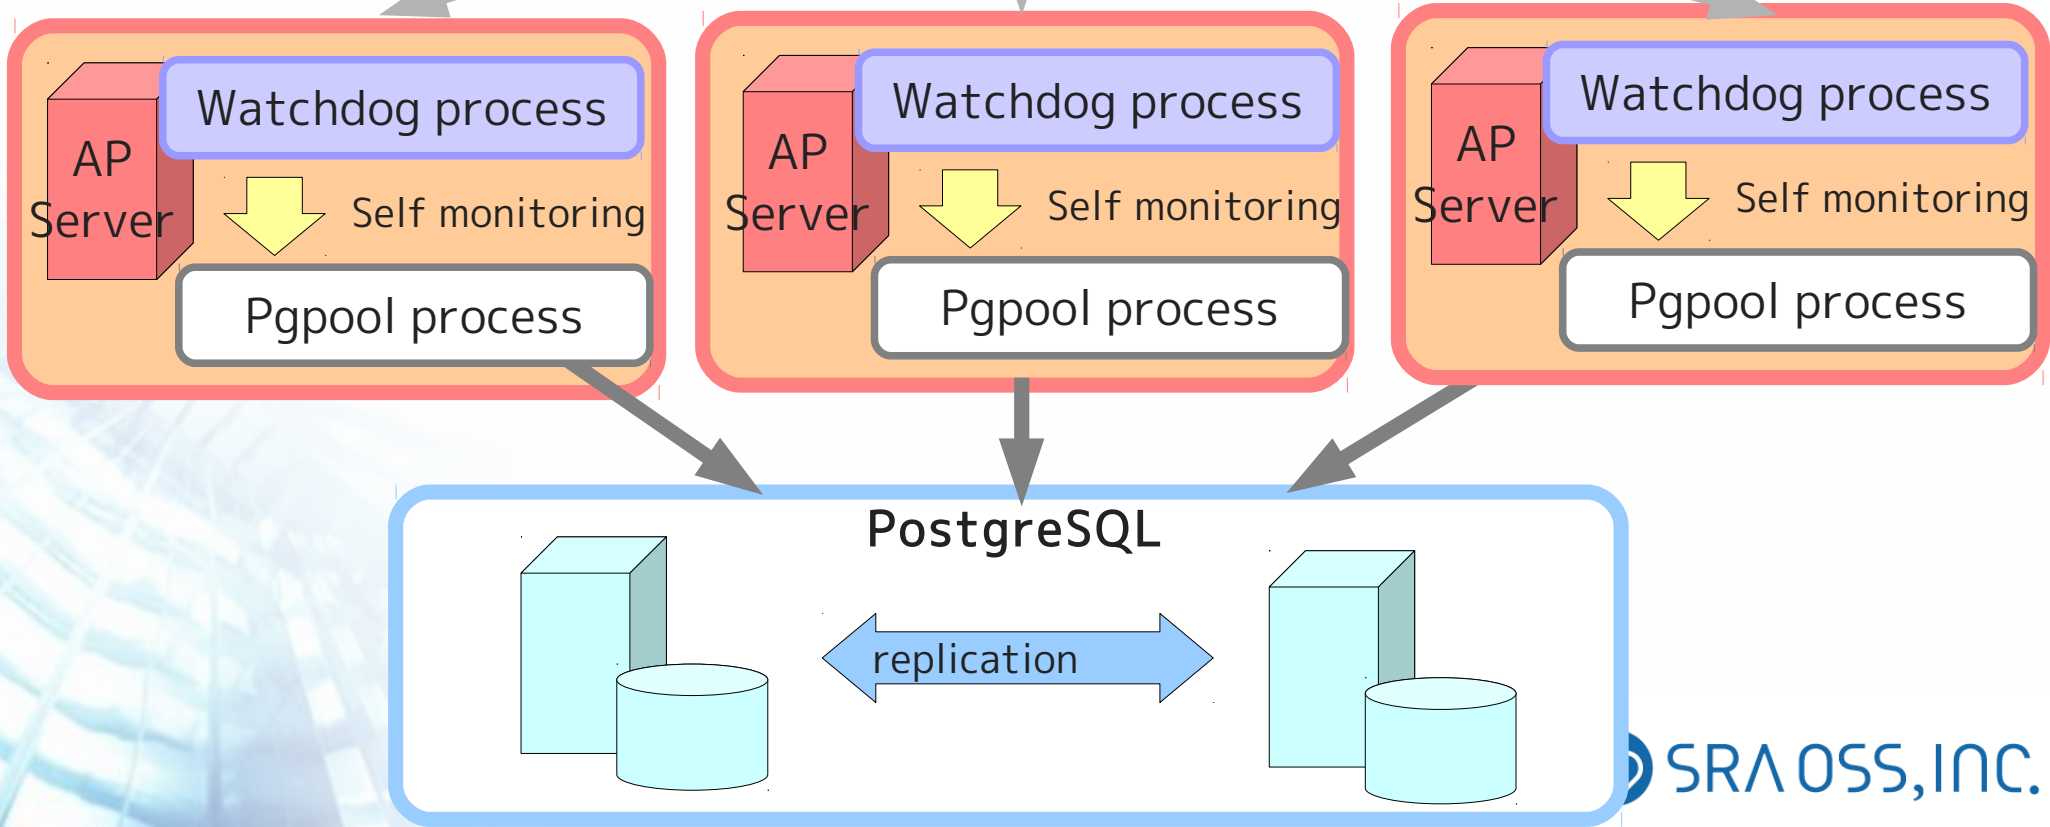 Watchdog process
AP
Server
Self monitoring
Pgpool process
Watchdog process
AP
Server
Self monitoring
Pgpool process
Watchdog process
AP
Server
Self monitoring
Pgpool process
PostgreSQL
replication
SRA OSS, INC.